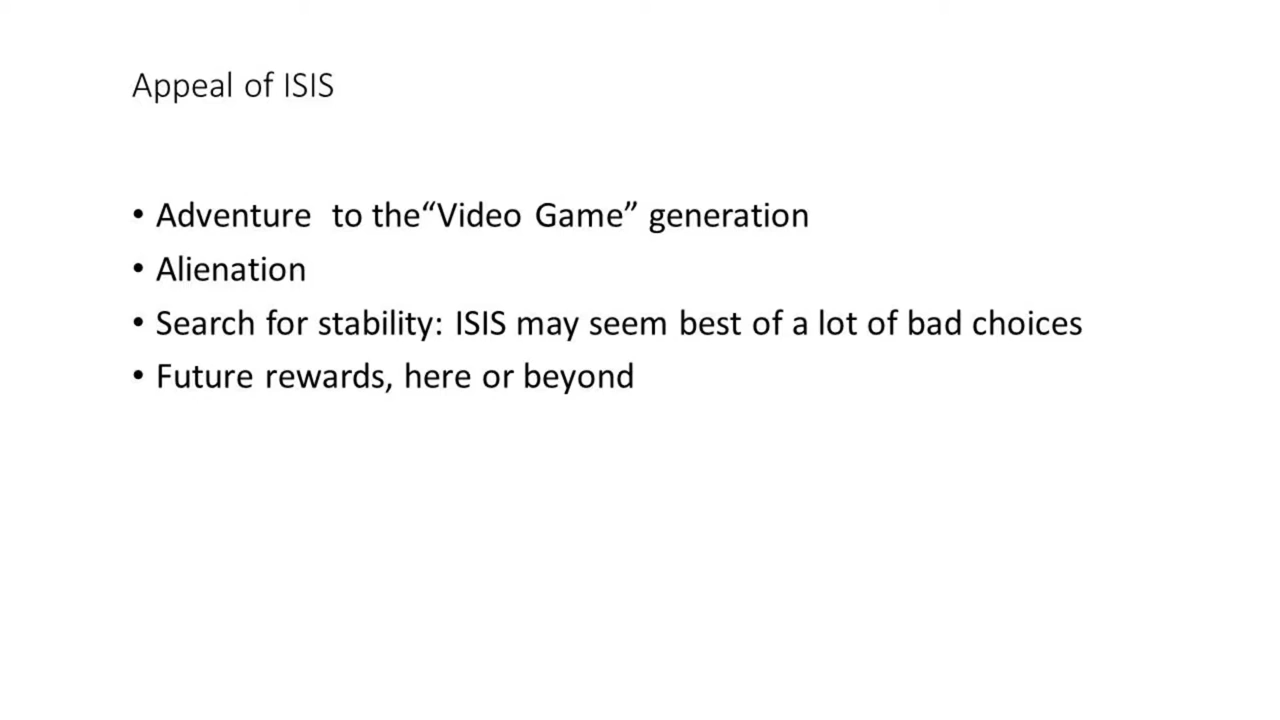 Appeal of ISIS
• Adventure  to the“Video Game” generation
• Alienation
• Search for stability: ISIS may seem best of a lot of bad choices
• Future rewards, here or beyond